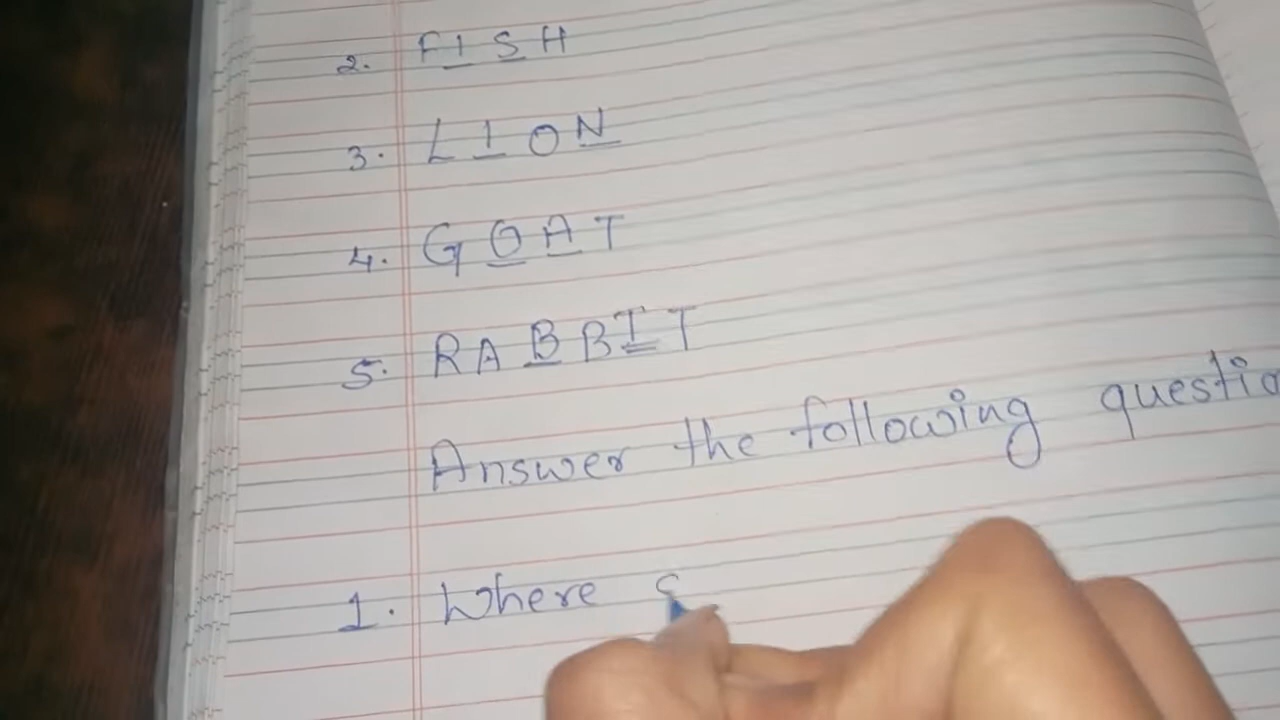 2. FISH
3. LION
4. GOAT
5. RABBIT
Answer the following questio
1. Where